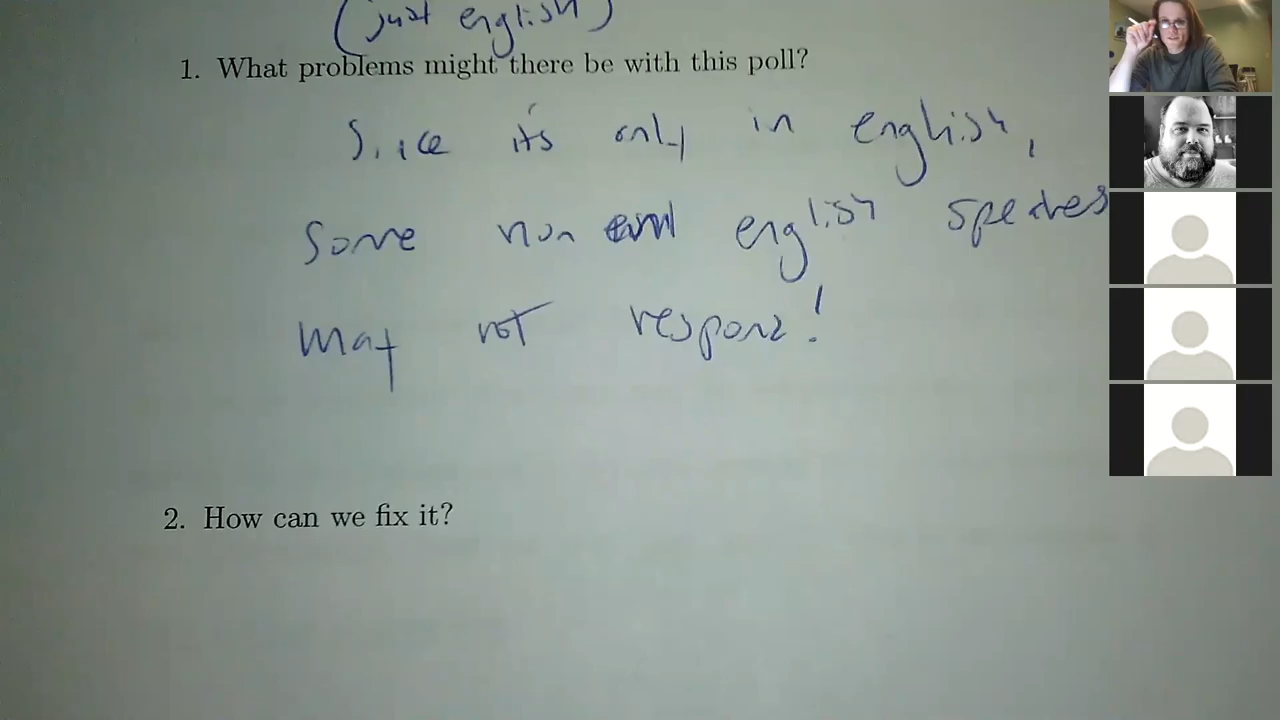 (just english)
1. What problems might there be with this poll?
Since it's only in english,
Some non english speakers
may not respond!
2. How can we fix it?